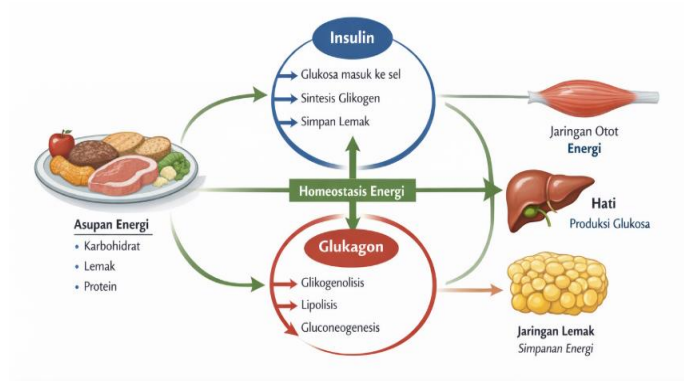 Insulin
Glukosa masuk ke sel
Sintesis Glikogen
Simpan Lemak
Homeostasis Energi
Glukagon
Glikogenolisis
Lipolisis
Gluconeogenesis
Asupan Energi
• Karbohidrat
• Lemak
• Protein
Jaringan Otot
Energi
Hati
Produksi Glukosa
Jaringan Lemak
Simpanan Energi